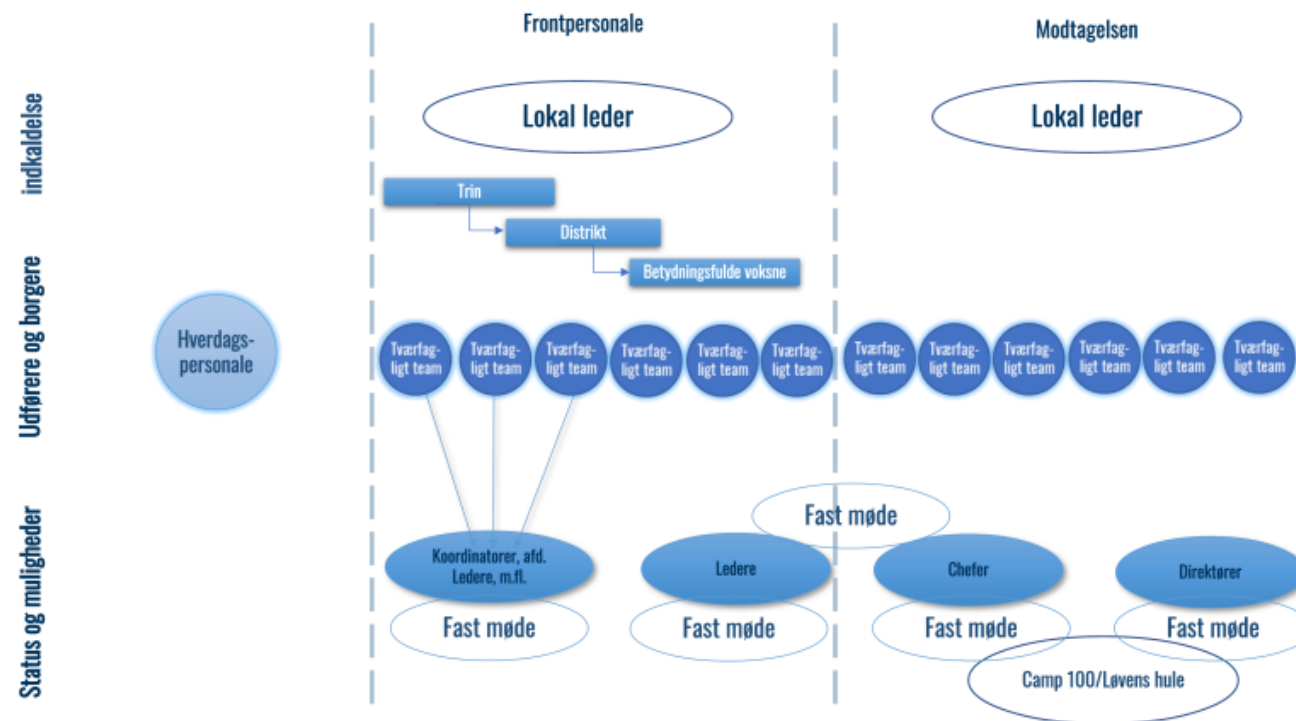 Frontpersonale
Modtagelsen
indkaldelse
Lokal leder
Lokal leder
Trin
Distrikt
Betydningsfulde voksne
Udførere og borgere
Hverdags-
personale
Tværfag-
ligt team
Tværfag-
ligt team
Tværfag-
ligt team
Tværfag-
ligt team
Tværfag-
ligt team
Tværfag-
ligt team
Tværfag-
ligt team
Tværfag-
ligt team
Tværfag-
ligt team
Tværfag-
ligt team
Tværfag-
ligt team
Tværfag-
ligt team
Status og muligheder
Fast møde
Koordinatorer, afd.
Ledere, m.fl.
Ledere
Chefer
Direktører
Fast møde
Fast møde
Fast møde
Fast møde
Camp 100/Løvens hule